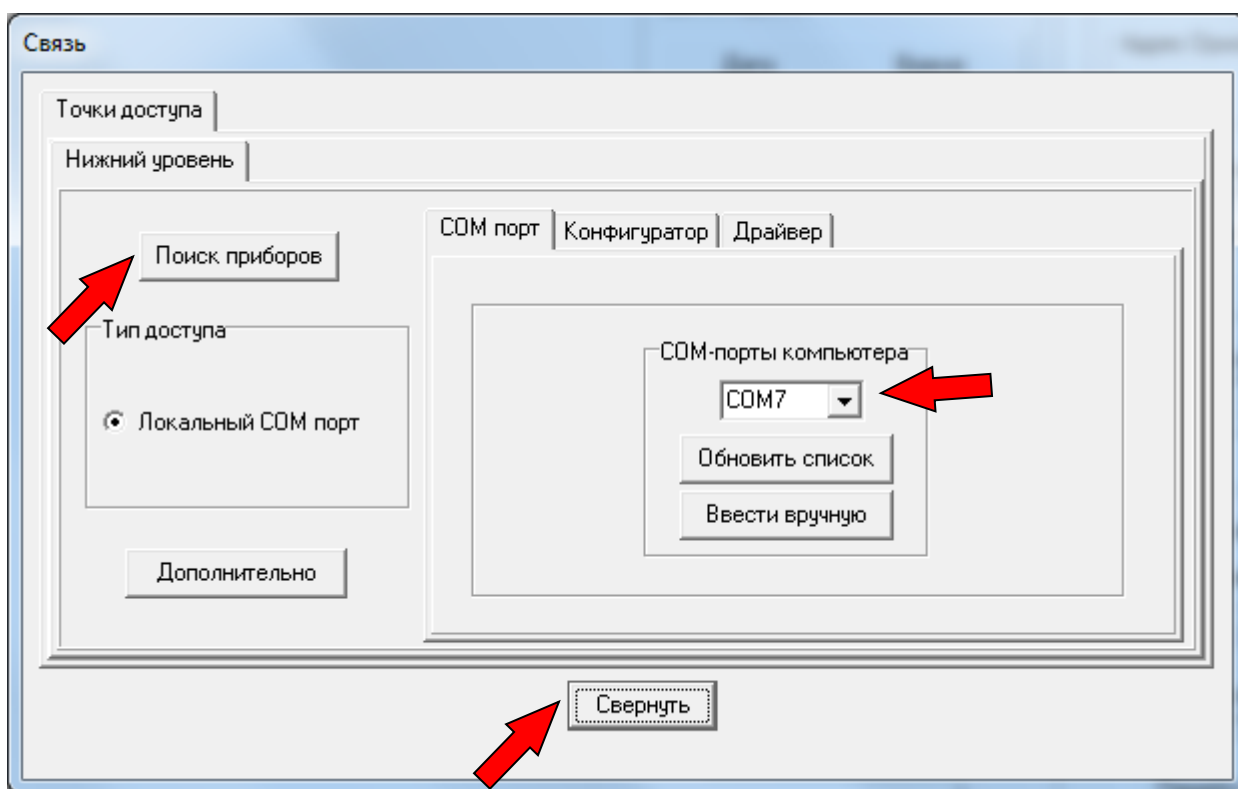 Связь
Точки доступа
Нижний уровень
Поиск приборов
COM порт Конфигуратор Драйвер
Тип доступа
Локальный COM порт
COM-порты компьютера
COM7
Обновить список
Ввести вручную
Дополнительно
Свернуть